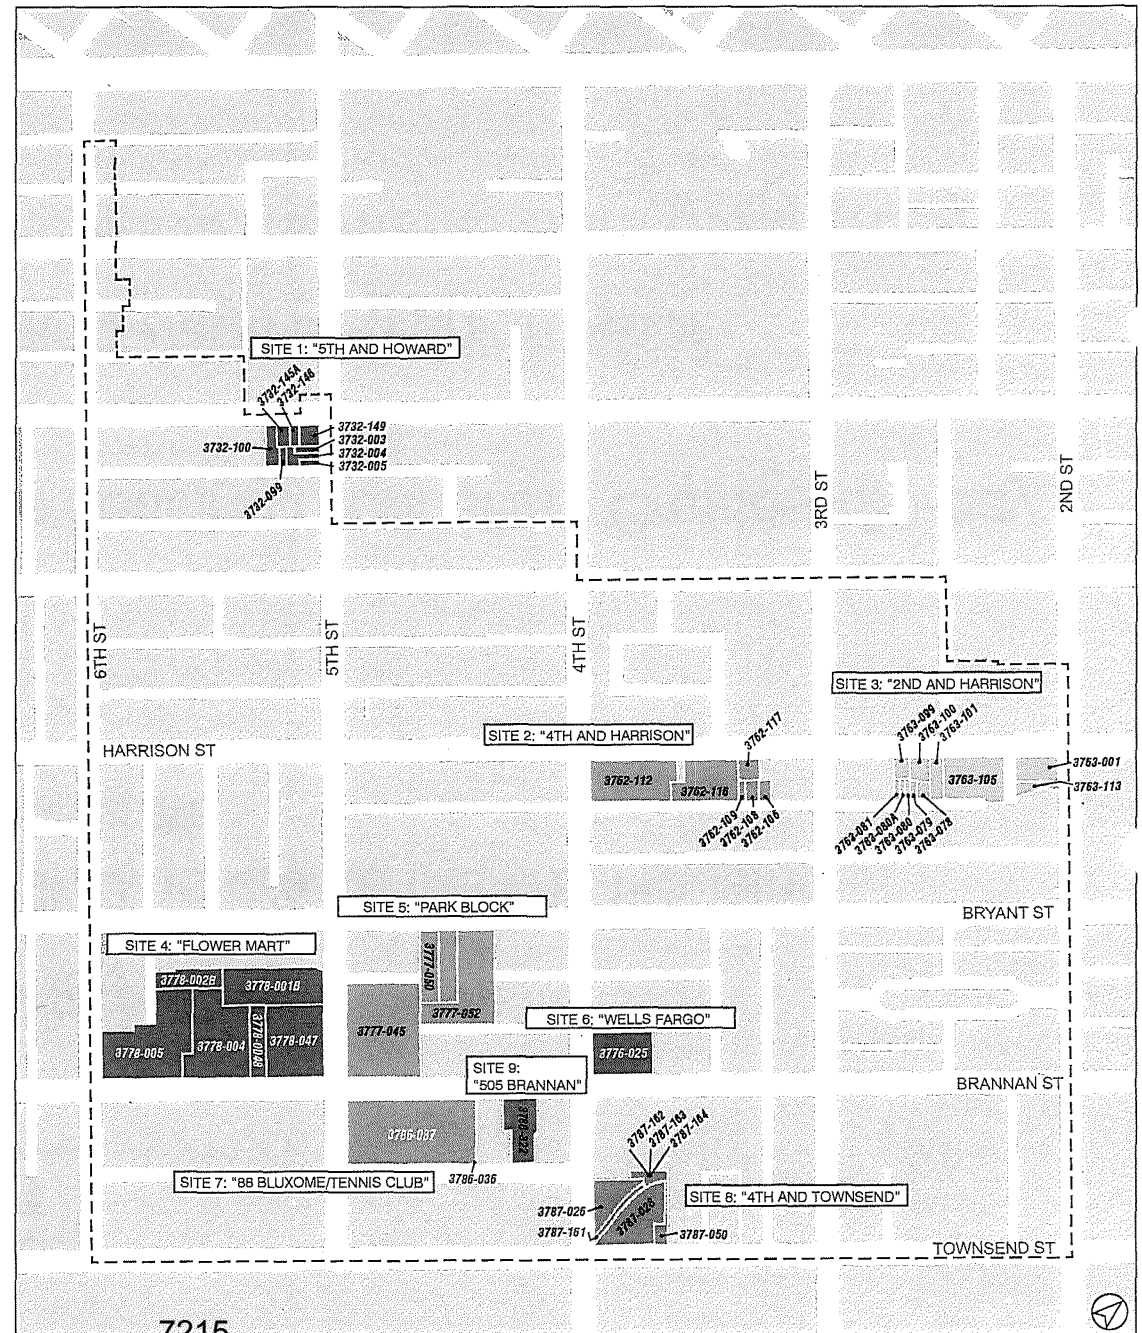 SITE 1: "5TH AND HOWARD"
3732-145A
3732-146
3732-149
3732-003
3732-100
3732-004
3732-005
3732-099
3RD ST
2ND ST
6TH ST
5TH ST
4TH ST
SITE 3: "2ND AND HARRISON"
3763-099
3763-100
3763-101
SITE 2: "4TH AND HARRISON"
3762-117
HARRISON ST
3762-112
3762-116
3763-105
3763-001
3763-113
3762-109
3762-108
3762-106
3763-081
3763-080A
3763-080
3763-079
3763-078
SITE 5: "PARK BLOCK"
BRYANT ST
SITE 4: "FLOWER MART"
3778-002B
3778-001B
3777-050
3777-052
SITE 6: "WELLS FARGO"
3777-045
3778-005
3778-004
3778-004B
3778-047
3776-025
SITE 9:
"505 BRANNAN"
BRANNAN ST
3786-037
3788-022
3787-162
3787-163
3787-164
SITE 7: "88 BLUXOME/TENNIS CLUB"
3786-036
SITE 8: "4TH AND TOWNSEND"
3787-026
3787-028
3787-161
3787-050
TOWNSEND ST
7215